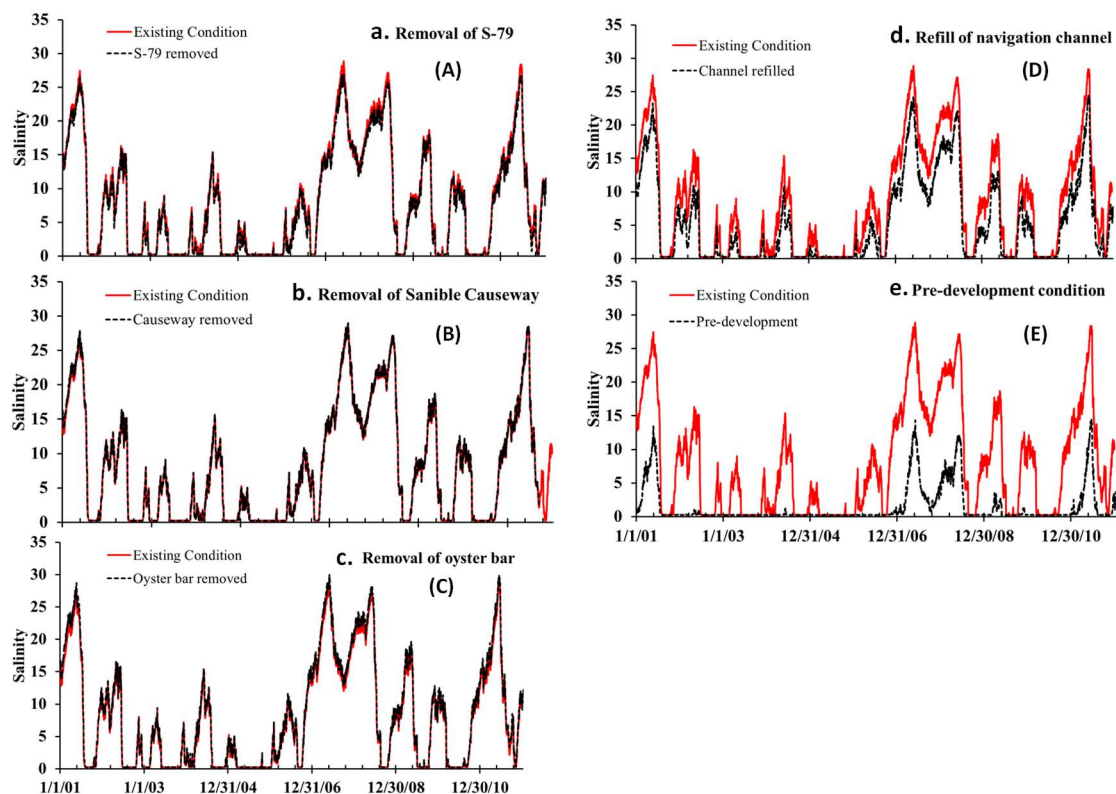 a. Removal of S-79
(A)
Existing Condition
S-79 removed
Salinity
35
30
25
20
15
10
5
0
b. Removal of Sanible Causeway
(B)
Existing Condition
Causeway removed
Salinity
35
30
25
20
15
10
5
0
c. Removal of oyster bar
(C)
Existing Condition
Oyster bar removed
Salinity
35
30
25
20
15
10
5
0
1/1/01 1/1/03 12/31/04 12/31/06 12/30/08 12/30/10
d. Refill of navigation channel
(D)
Existing Condition
Channel refilled
Salinity
35
30
25
20
15
10
5
0
e. Pre-development condition
(E)
Existing Condition
Pre-development
Salinity
35
30
25
20
15
10
5
0
1/1/01 1/1/03 12/31/04 12/31/06 12/30/08 12/30/10